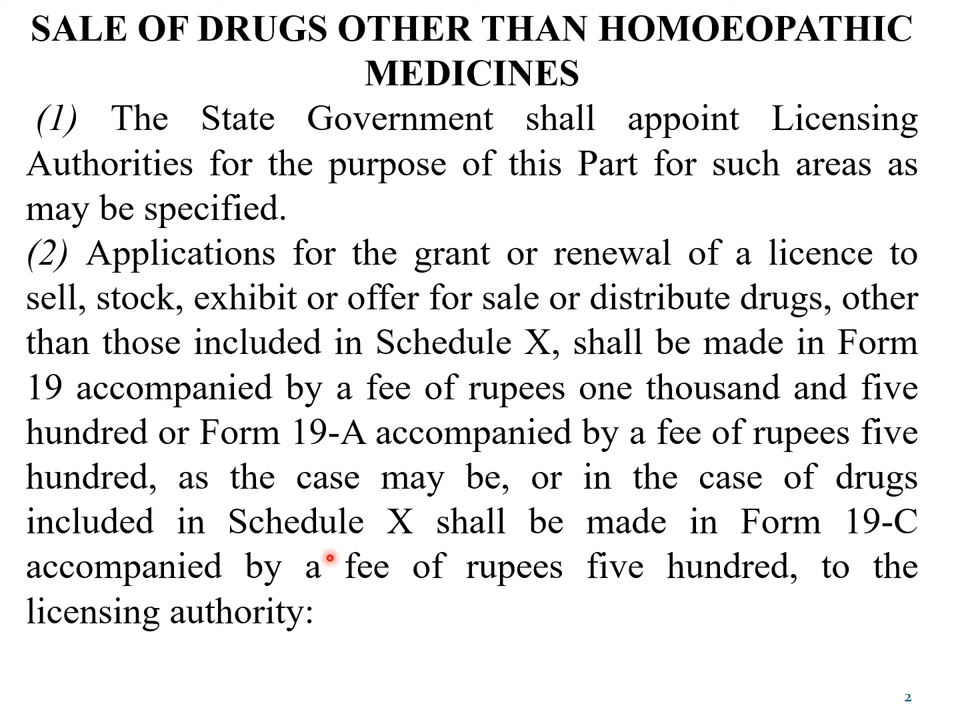 SALE OF DRUGS OTHER THAN HOMOEOPATHIC
MEDICINES
(1) The State Government shall appoint Licensing
Authorities for the purpose of this Part for such areas as
may be specified.
(2) Applications for the grant or renewal of a licence to
sell, stock, exhibit or offer for sale or distribute drugs, other
than those included in Schedule X, shall be made in Form
19 accompanied by a fee of rupees one thousand and five
hundred or Form 19-A accompanied by a fee of rupees five
hundred, as the case may be, or in the case of drugs
included in Schedule X shall be made in Form 19-C
accompanied by a fee of rupees five hundred, to the
licensing authority:
2